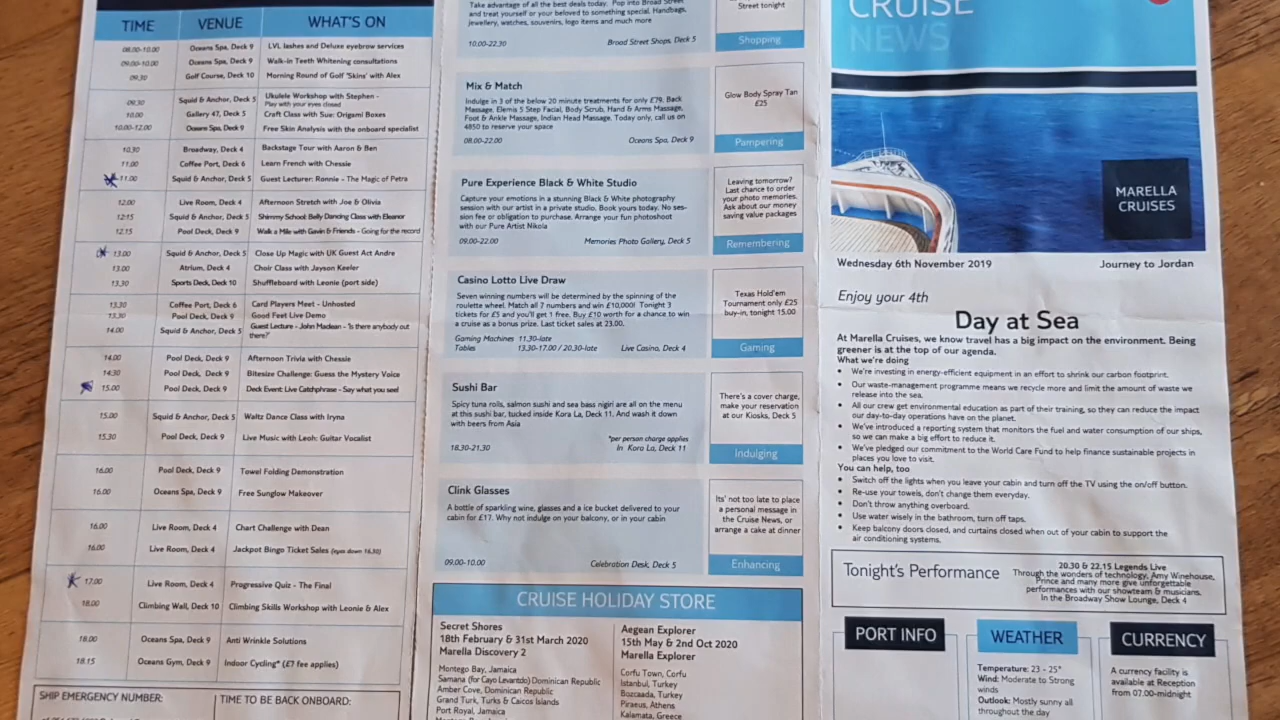 TIME VENUE WHAT'S ON
08.00-10.00 Oceans Spa, Deck 9 LVL lashes and Deluxe eyebrow services
09.00-10.00 Oceans Spa, Deck 9 Walk-in Teeth Whitening consultations
09.30 Golf Course, Deck 10 Morning Round of Golf 'Skins' with Alex
09.30 Squid & Anchor, Deck 5 Ukulele Workshop with Stephen -
Play with your eyes closed
10.00 Gallery 47, Deck 5 Craft Class with Sue: Origami Boxes
10.00-12.00 Oceans Spa, Deck 9 Free Skin Analysis with the onboard specialist
10.30 Broadway, Deck 4 Backstage Tour with Aaron & Ben
11.00 Coffee Port, Deck 6 Learn French with Chessie
11.00 Squid & Anchor, Deck 5 Guest Lecturer: Ronnie - The Magic of Petra
12.00 Live Room, Deck 4 Afternoon Stretch with Joe & Olivia
12:15 Squid & Anchor, Deck 5 Shimmy School: Belly Dancing Class with Eleanor
12.15 Pool Deck, Deck 9 Walk a Mile with Gavin & Friends - Going for the record
13.00 Squid & Anchor, Deck 5 Close Up Magic with UK Guest Act Andre
13.00 Atrium, Deck 4 Choir Class with Jayson Keeler
13.30 Sports Deck, Deck 10 Shuffleboard with Leonie (port side)
13.30 Coffee Port, Deck 6 Card Players Meet - Unhosted
13.30 Pool Deck, Deck 9 Good Feet Live Demo
14.00 Squid & Anchor, Deck 5 Guest Lecture - John Maclean - 'Is there anybody out
there?'
14.00 Pool Deck, Deck 9 Afternoon Trivia with Chessie
14:30 Pool Deck, Deck 9 Bitesize Challenge: Guess the Mystery Voice
15.00 Pool Deck, Deck 9 Deck Event: Live Catchphrase - Say what you see!
15.00 Squid & Anchor, Deck 5 Waltz Dance Class with Iryna
15.30 Pool Deck, Deck 9 Live Music with Leah: Guitar Vocalist
16.00 Pool Deck, Deck 9 Towel Folding Demonstration
16.00 Oceans Spa, Deck 9 Free Sunglow Makeover
16.00 Live Room, Deck 4 Chart Challenge with Dean
16.00 Live Room, Deck 4 Jackpot Bingo Ticket Sales (eyes down 16.30)
17.00 Live Room, Deck 4 Progressive Quiz - The Final
18.00 Climbing Wall, Deck 10 Climbing Skills Workshop with Leonie & Alex
18.00 Oceans Spa, Deck 9 Anti Wrinkle Solutions
18.15 Oceans Gym, Deck 9 Indoor Cycling* (£7 fee applies)
SHIP EMERGENCY NUMBER: TIME TO BE BACK ONBOARD:
Take advantage of all the best deals today. Pop into Broad Street
and treat yourself or your beloved to something special. Handbags,
jewellery, watches, souvenirs, logo items and much more
10.00-22.30 Broad Street Shops, Deck 5
Street tonight
Shopping
Mix & Match
Indulge in 3 of the below 20 minute treatments for only £79. Back
Massage, Elemis 5 Step Facial, Body Scrub, Hand & Arms Massage,
Foot & Ankle Massage, Indian Head Massage. Today only, call us on
4850 to reserve your space
08.00-22.00 Oceans Spa, Deck 9
Glow Body Spray Tan
£25
Pampering
Pure Experience Black & White Studio
Capture your emotions in a stunning Black & White photography
session with our artist in a private studio. Book yours today. No ses-
sion fee or obligation to purchase. Arrange your fun photoshoot
with our Pure Artist Nikola
09.00-22.00 Memories Photo Gallery, Deck 5
Leaving tomorrow?
Last chance to order
your photo memories.
Ask about our money
saving value packages
Remembering
Casino Lotto Live Draw
Seven winning numbers will be determined by the spinning of the
roulette wheel. Match all 7 numbers and win £10,000! Tonight 3
tickets for £5 and you'll get 1 free. Buy £10 worth for a chance to win
a cruise as a bonus prize. Last ticket sales at 23.00.
Gaming Machines 11.30-late
Tables 13.30-17.00 / 20.30-late Live Casino, Deck 4
Texas Hold'em
Tournament only £25
buy-in, tonight 15.00
Gaming
Sushi Bar
Spicy tuna rolls, salmon sushi and sea bass nigiri are all on the menu
at this sushi bar, tucked inside Kora La, Deck 11. And wash it down
with beers from Asia
*per person charge applies
18.30-21.30 In Kora La, Deck 11
There's a cover charge,
make your reservation
at our Kiosks, Deck 5
Indulging
Clink Glasses
A bottle of sparkling wine, glasses and a ice bucket delivered to your
cabin for £17. Why not indulge on your balcony, or in your cabin
09.00-10.00 Celebration Desk, Deck 5
Its' not too late to place
a personal message in
the Cruise News, or
arrange a cake at dinner
Enhancing
CRUISE HOLIDAY STORE
Secret Shores
18th February & 31st March 2020
Marella Discovery 2
Montego Bay, Jamaica
Samana (for Cayo Levantdo) Dominican Republic
Amber Cove, Dominican Republic
Grand Turk, Turks & Caicos Islands
Port Royal, Jamaica
Aegean Explorer
15th May & 2nd Oct 2020
Marella Explorer
Corfu Town, Corfu
Istanbul, Turkey
Bozcaada, Turkey
Piraeus, Athens
Kalamata, Greece
CRUISE
NEWS
MARELLA
CRUISES
Wednesday 6th November 2019 Journey to Jordan
Enjoy your 4th
Day at Sea
At Marella Cruises, we know travel has a big impact on the environment. Being
greener is at the top of our agenda.
What we're doing
• We're investing in energy-efficient equipment in an effort to shrink our carbon footprint.
• Our waste-management programme means we recycle more and limit the amount of waste we
release into the sea.
• All our crew get environmental education as part of their training, so they can reduce the impact
our day-to-day operations have on the planet.
• We've introduced a reporting system that monitors the fuel and water consumption of our ships,
so we can make a big effort to reduce it.
• We've pledged our commitment to the World Care Fund to help finance sustainable projects in
places you love to visit.
You can help, too
• Switch off the lights when you leave your cabin and turn off the TV using the on/off button.
• Re-use your towels, don't change them everyday.
• Don't throw anything overboard.
• Use water wisely in the bathroom, turn off taps.
• Keep balcony doors closed, and curtains closed when out of your cabin to support the
air conditioning systems.
Tonight's Performance
20.30 & 22.15 Legends Live
Through the wonders of technology, Amy Winehouse,
Prince and many more give unforgettable
performances with our showteam & musicians.
In the Broadway Show Lounge, Deck 4
PORT INFO
WEATHER
Temperature: 23 - 25°
Wind: Moderate to Strong
winds
Outlook: Mostly sunny all
throughout the day
CURRENCY
A currency facility is
available at Reception
from 07.00-midnight